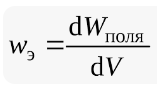 wэ = dWполя / dV